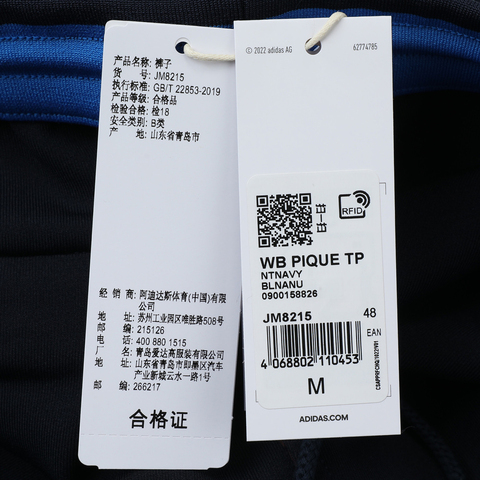 产品名称: 裤子
货 号: JM8215
执行标准: GB/T 22853-2019
产品等级: 合格品
检验合格: 检18
安全类别: B类
产 地: 山东省青岛市
经 销 商: 阿迪达斯体育(中国)有限公司
地 址: 苏州工业园区唯胜路508号
邮 编: 215126
电 话: 400 880 1515
生 产 商: 青岛爱达高服装有限公司
地 址: 山东省青岛市即墨区汽车
产业新城云水一路1号
邮 编: 266217
合格证
© 2022 adidas AG
62774785
RFID
WB PIQUE TP
NTNAVY
BLNANU
0900158826
JM8215
48
EAN
4 068802 110453
M
ADIDAS.COM